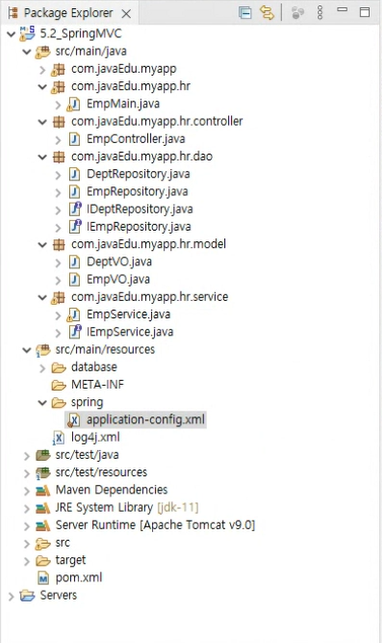 Package Explorer
5.2_SpringMVC
src/main/java
com.javaEdu.myapp
com.javaEdu.myapp.hr
EmpMain.java
com.javaEdu.myapp.hr.controller
EmpController.java
com.javaEdu.myapp.hr.dao
DeptRepository.java
EmpRepository.java
IDeptRepository.java
IEmpRepository.java
com.javaEdu.myapp.hr.model
DeptVO.java
EmpVO.java
com.javaEdu.myapp.hr.service
EmpService.java
IEmpService.java
src/main/resources
database
META-INF
spring
application-config.xml
log4j.xml
src/test/java
src/test/resources
Maven Dependencies
JRE System Library [jdk-11]
Server Runtime [Apache Tomcat v9.0]
src
target
pom.xml
Servers